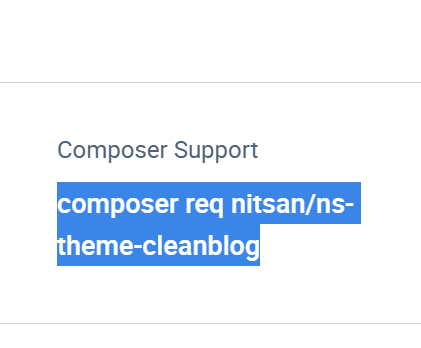 Composer Support
composer req nitsan/ns-
theme-cleanblog